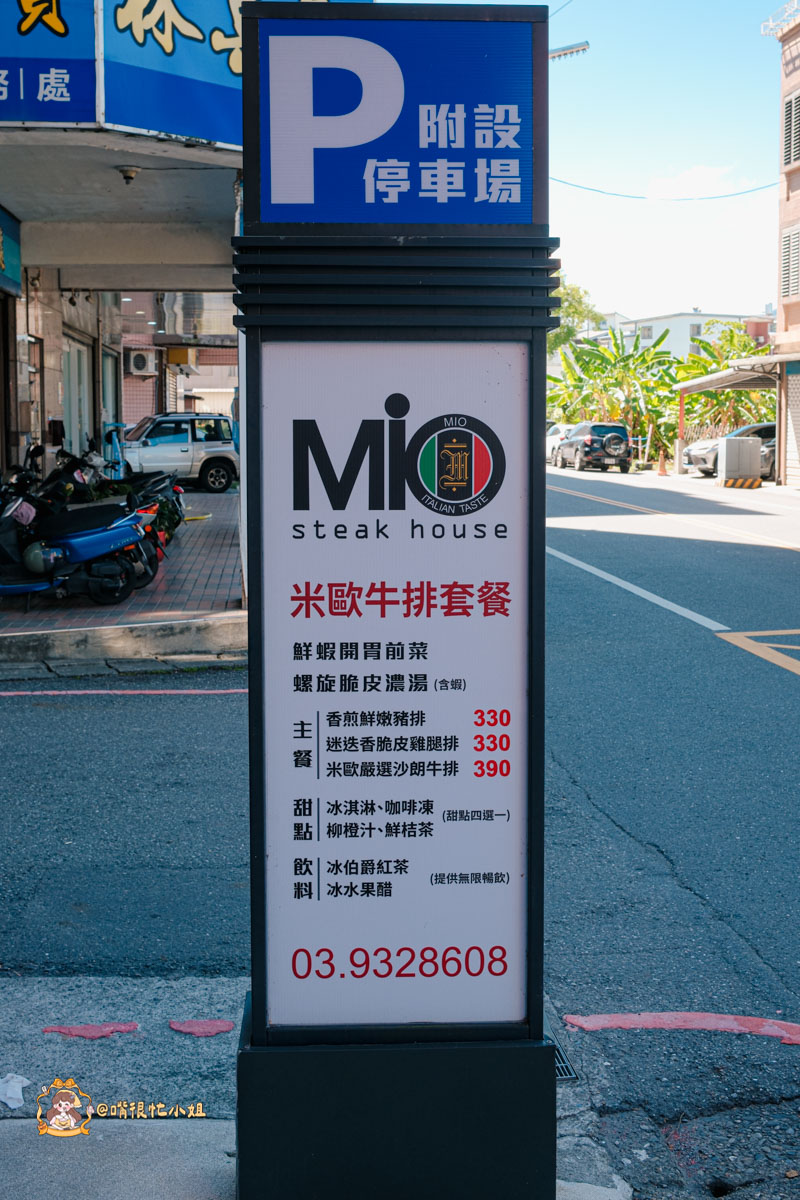 務|處
P 附設
停車場
Mio
MIO
M
ITALIAN TASTE
steak house
米歐牛排套餐
鮮蝦開胃前菜
螺旋脆皮濃湯 (含蝦)
主餐
香煎鮮嫩豬排 330
迷迭香脆皮雞腿排 330
米歐嚴選沙朗牛排 390
甜點
冰淇淋、咖啡凍
柳橙汁、鮮桔茶
(甜點四選一)
飲料
冰伯爵紅茶
冰水果醋
(提供無限暢飲)
03.9328608
@嘴很忙小姐